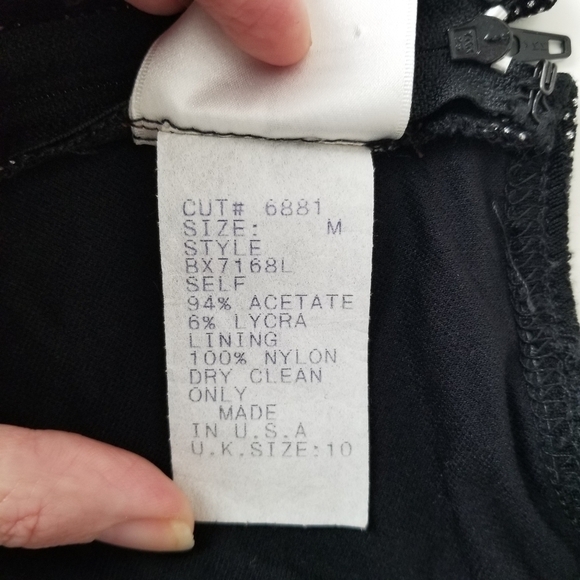 CUT# 6881
SIZE: M
STYLE
BX7168L
SELF
94% ACETATE
6% LYCRA
LINING
100% NYLON
DRY CLEAN
ONLY
MADE
IN U.S.A
U.K.SIZE:10